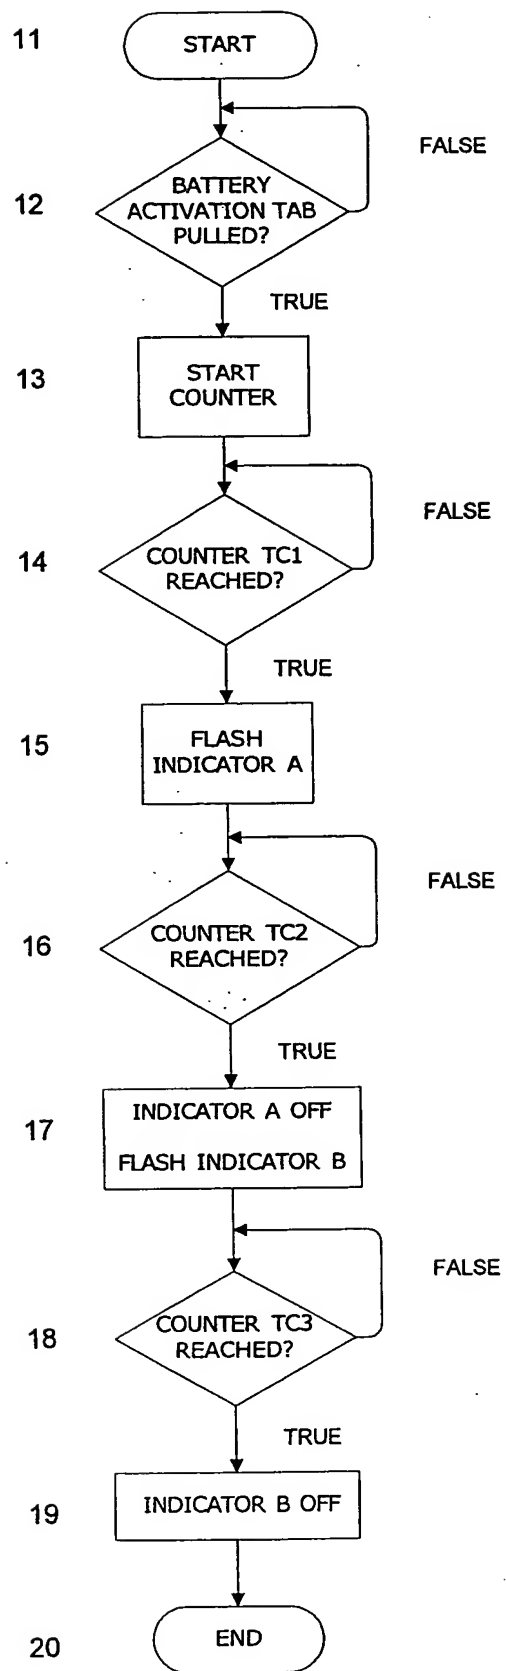 11
START
FALSE
12
BATTERY
ACTIVATION TAB
PULLED?
TRUE
13
START
COUNTER
FALSE
14
COUNTER TC1
REACHED?
TRUE
15
FLASH
INDICATOR A
FALSE
16
COUNTER TC2
REACHED?
TRUE
17
INDICATOR A OFF
FLASH INDICATOR B
FALSE
18
COUNTER TC3
REACHED?
TRUE
19
INDICATOR B OFF
20
END